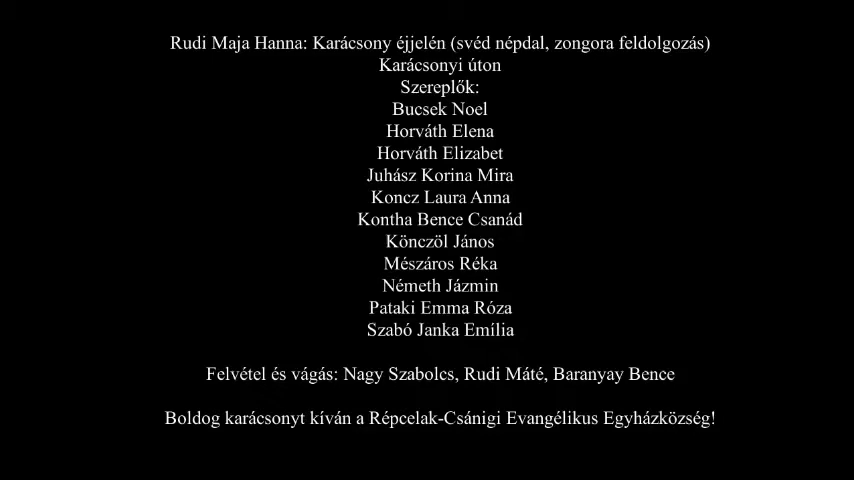 Rudi Maja Hanna: Karácsony éjjelén (svéd népdal, zongora feldolgozás)
Karácsonyi úton
Szereplők:
Bucsek Noel
Horváth Elena
Horváth Elizabet
Juhász Korina Mira
Koncz Laura Anna
Kontha Bence Csanád
Könczöl János
Mészáros Réka
Németh Jázmin
Pataki Emma Róza
Szabó Janka Emília
Felvétel és vágás: Nagy Szabolcs, Rudi Máté, Baranyay Bence
Boldog karácsonyt kíván a Répcelak-Csánigi Evangélikus Egyházközség!